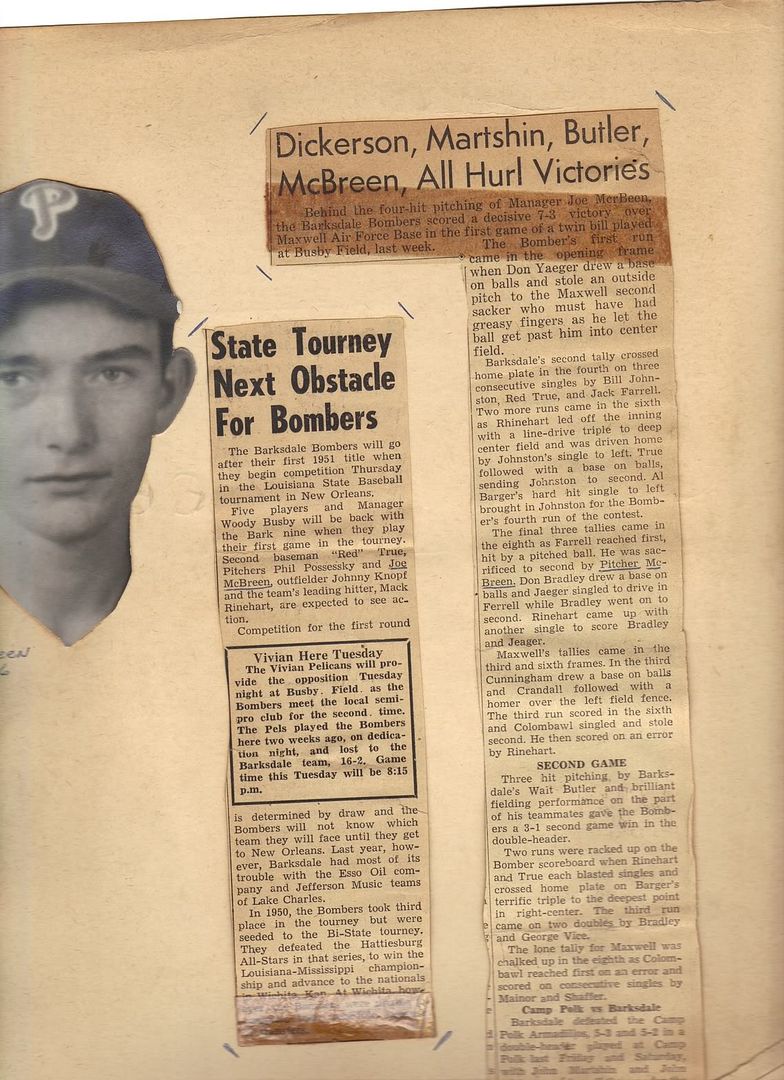 P
EEN
6
Dickerson, Martshin, Butler,
McBreen, All Hurl Victories
Behind the four-hit pitching of Manager Joe McrBeen,
the Barksdale Bombers scored a decisive 7-3 victory over
Maxwell Air Force Base in the first game of a twin bill played
at Busby Field, last week.
The Bomber's first run
came in the opening frame
when Don Yaeger drew a base
on balls and stole an outside
pitch to the Maxwell second
sacker who must have had
greasy fingers as he let the
ball get past him into center
field.
Barksdale's second tally crossed
home plate in the fourth on three
consecutive singles by Bill John-
ston, Red True, and Jack Farrell.
Two more runs came in the sixth
as Rhinehart led off the inning
with a line-drive triple to deep
center field and was driven home
by Johnston's single to left. True
followed with a base on balls,
sending Johnston to second. Al
Barger's hard hit single to left
brought in Johnston for the Bomb-
er's fourth run of the contest.
The final three tallies came in
the eighth as Farrell reached first,
hit by a pitched ball. He was sac-
rificed to second by Pitcher Mc-
Breen. Don Bradley drew a base on
balls and Jaeger singled to drive in
Ferrell while Bradley went on to
second. Rinehart came up with
another single to score Bradley
and Jeager.
Maxwell's tallies came in the
third and sixth frames. In the third
Cunningham drew a base on balls
and Crandall followed with a
homer over the left field fence.
The third run scored in the sixth
and Colombawl singled and stole
second. He then scored on an error
by Rinehart.
SECOND GAME
Three hit pitching by Barks-
dale's Wait Butler and brilliant
fielding performance on the part
of his teammates gave the Bomb-
ers a 3-1 second game win in the
double-header.
Two runs were racked up on the
Bomber scoreboard when Rinehart
and True each blasted singles and
crossed home plate on Barger's
terrific triple to the deepest point
in right-center. The third run
came on two doubles by Bradley
and George Vice.
The lone tally for Maxwell was
chalked up in the eighth as Colom-
bawl reached first on an error and
scored on consecutive singles by
Mainor and Shaffer.
Camp Polk vs Barksdale
Barksdale defeated the Camp
Polk Armadillos, 5-3 and 5-2 in a
double-header played at Camp
Polk last Friday and Saturday,
with John Martshin and John
State Tourney
Next Obstacle
For Bombers
The Barksdale Bombers will go
after their first 1951 title when
they begin competition Thursday
in the Louisiana State Baseball
tournament in New Orleans.
Five players and Manager
Woody Busby will be back with
the Bark nine when they play
their first game in the tourney.
Second baseman "Red" True,
Pitchers Phil Possessky and Joe
McBreen, outfielder Johnny Knopf
and the team's leading hitter, Mack
Rinehart, are expected to see ac-
tion.
Competition for the first round
Vivian Here Tuesday
The Vivian Pelicans will pro-
vide the opposition Tuesday
night at Busby. Field. as the
Bombers meet the local semi-
pro club for the second. time.
The Pels played the Bombers
here two weeks ago, on dedica-
tion night, and lost to the
Barksdale team, 16-2. Game
time this Tuesday will be 8:15
p.m.
is determined by draw and the
Bombers will not know which
team they will face until they get
to New Orleans. Last year, how-
ever, Barksdale had most of its
trouble with the Esso Oil com-
pany and Jefferson Music teams
of Lake Charles.
In 1950, the Bombers took third
place in the tourney but were
seeded to the Bi-State tourney.
They defeated the Hattiesburg
All-Stars in that series, to win the
Louisiana-Mississippi champion-
ship and advance to the nationals
in Wichita, Kan. At Wichita, how-